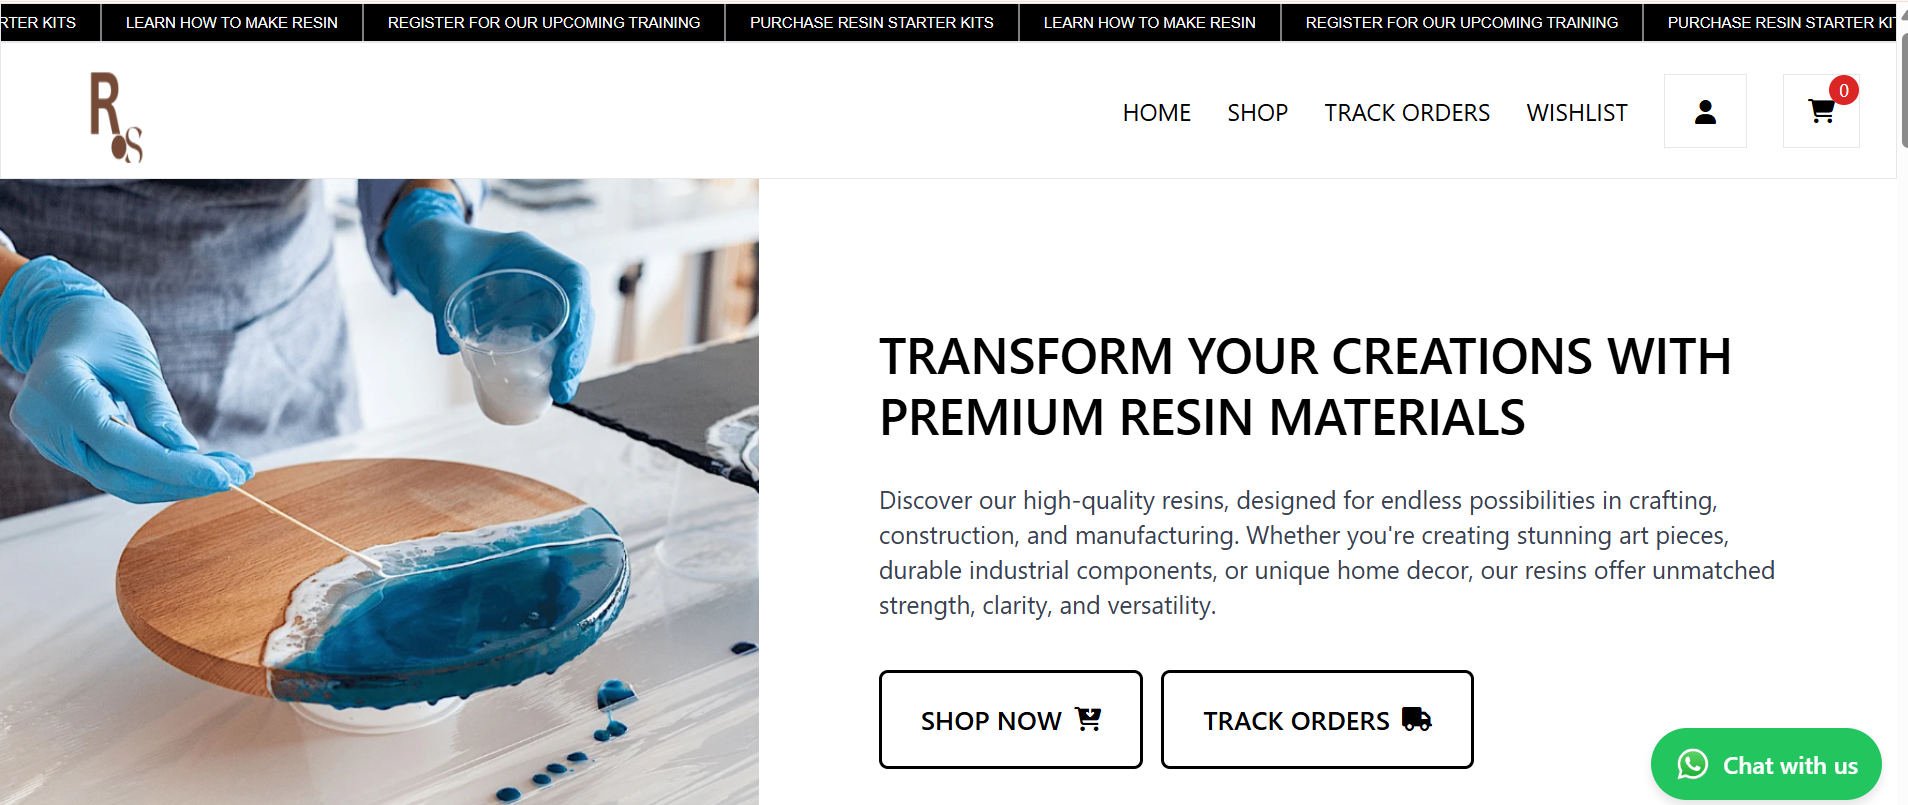 RTER KITS
LEARN HOW TO MAKE RESIN
REGISTER FOR OUR UPCOMING TRAINING
PURCHASE RESIN STARTER KITS
LEARN HOW TO MAKE RESIN
REGISTER FOR OUR UPCOMING TRAINING
PURCHASE RESIN STARTER KIT
R
S
HOME
SHOP
TRACK ORDERS
WISHLIST
0
TRANSFORM YOUR CREATIONS WITH
PREMIUM RESIN MATERIALS
Discover our high-quality resins, designed for endless possibilities in crafting,
construction, and manufacturing. Whether you're creating stunning art pieces,
durable industrial components, or unique home decor, our resins offer unmatched
strength, clarity, and versatility.
SHOP NOW
TRACK ORDERS
Chat with us